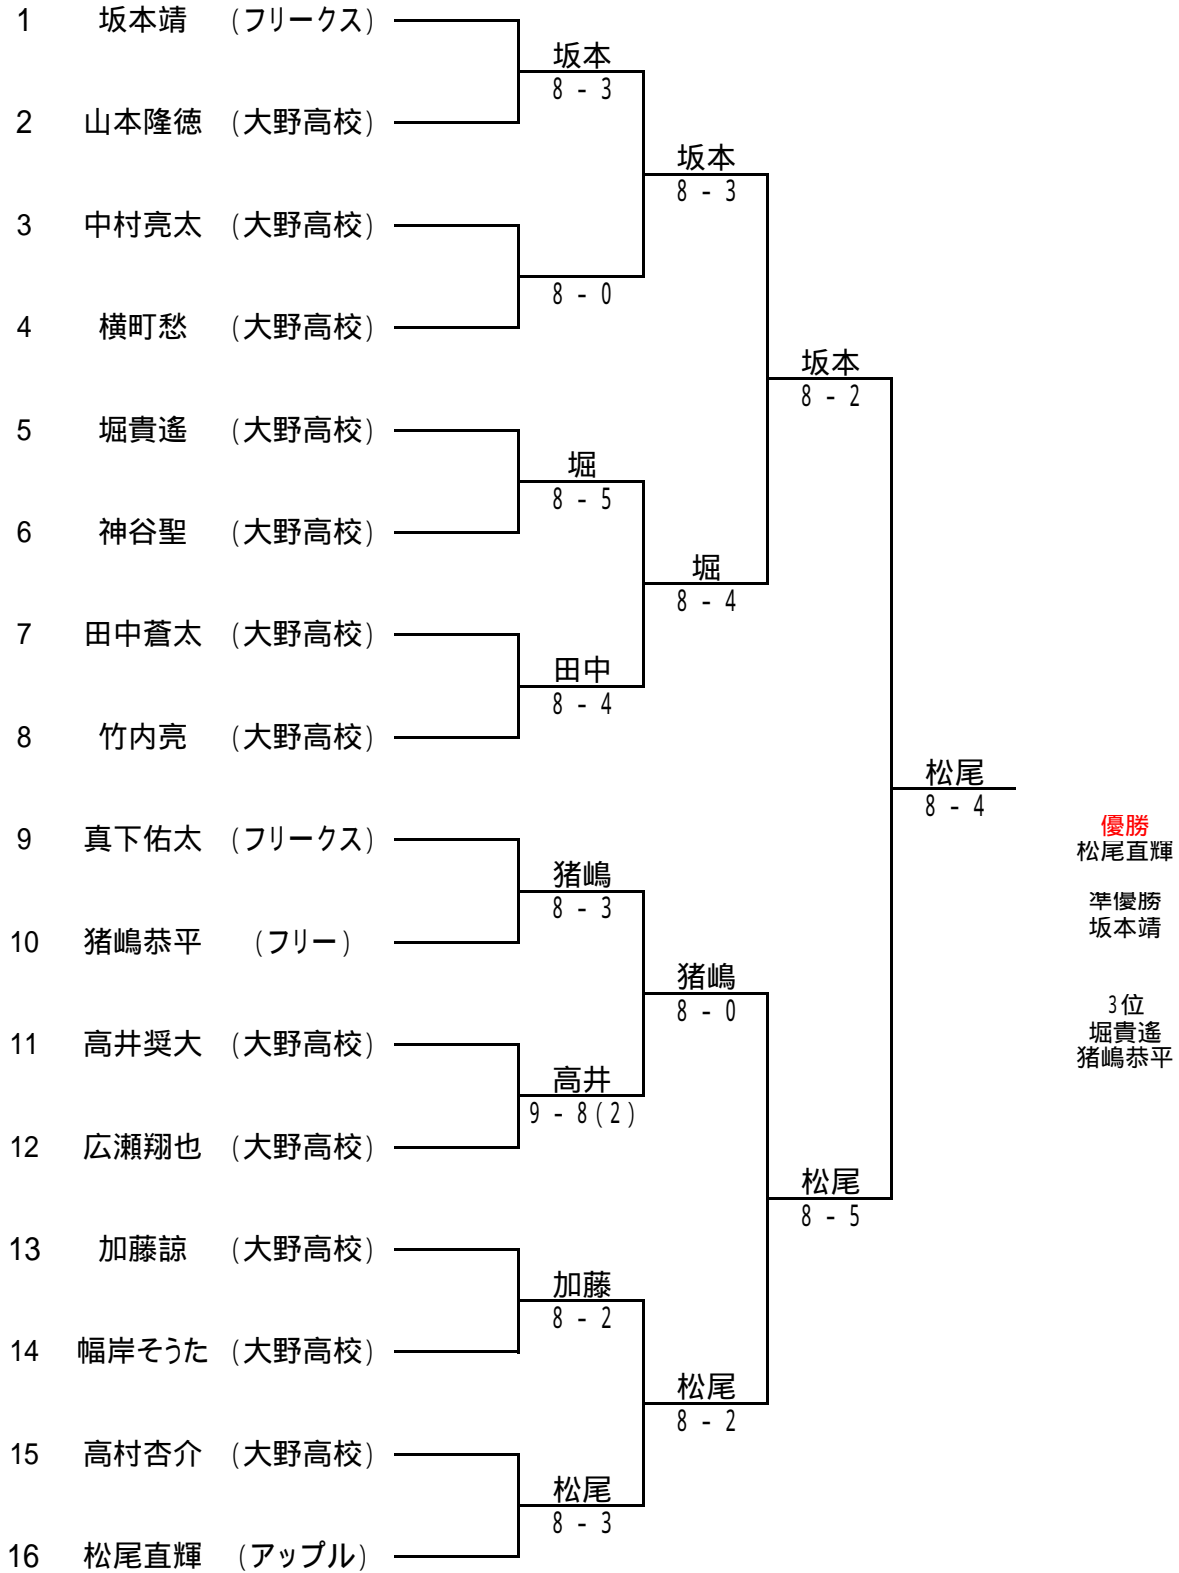 1 坂本靖 (フリークス)
坂本
8 - 3
2 山本隆徳 (大野高校)
坂本
8 - 3
3 中村亮太 (大野高校)
8 - 0
4 横町愁 (大野高校)
坂本
8 - 2
5 堀貴遙 (大野高校)
堀
8 - 5
6 神谷聖 (大野高校)
堀
8 - 4
7 田中蒼太 (大野高校)
田中
8 - 4
8 竹内亮 (大野高校)
松尾
8 - 4
優勝
松尾直輝
準優勝
坂本靖
3位
堀貴遙
猪嶋恭平
9 真下佑太 (フリークス)
猪嶋
8 - 3
10 猪嶋恭平 (フリー)
猪嶋
8 - 0
11 高井奨大 (大野高校)
高井
9 - 8(2)
12 広瀬翔也 (大野高校)
松尾
8 - 5
13 加藤諒 (大野高校)
加藤
8 - 2
14 幅岸そうた (大野高校)
松尾
8 - 2
15 高村杏介 (大野高校)
松尾
8 - 3
16 松尾直輝 (アップル)